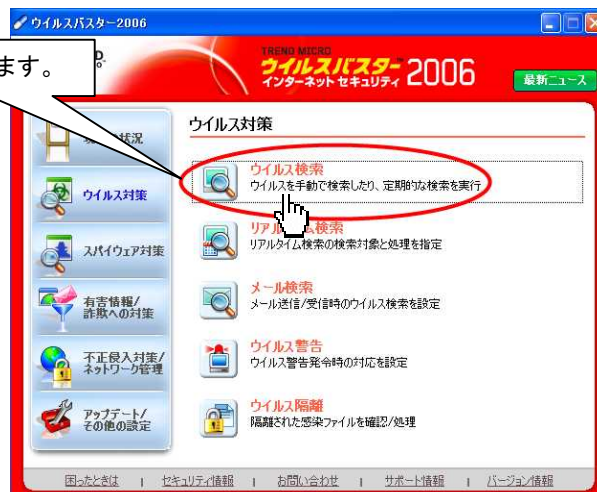 ウイルスバスター2006
ます。
TREND MICRO
ウイルスバスター™ 2006
インターネット セキュリティ
最新ニュース
状況
ウイルス対策
スパイウェア対策
有害情報/
詐欺への対策
不正侵入対策/
ネットワーク管理
アップデート/
その他の設定
ウイルス対策
ウイルス検索
ウイルスを手動で検索したり、定期的な検索を実行
リアル 検索
リアルタイム検索の検索対象と処理を指定
メール検索
メール送信/受信時のウイルス検索を設定
ウイルス警告
ウイルス警告発令時の対応を設定
ウイルス隔離
隔離された感染ファイルを確認/処理
困ったときは | セキュリティ情報 | お問い合わせ | サポート情報 | バージョン情報